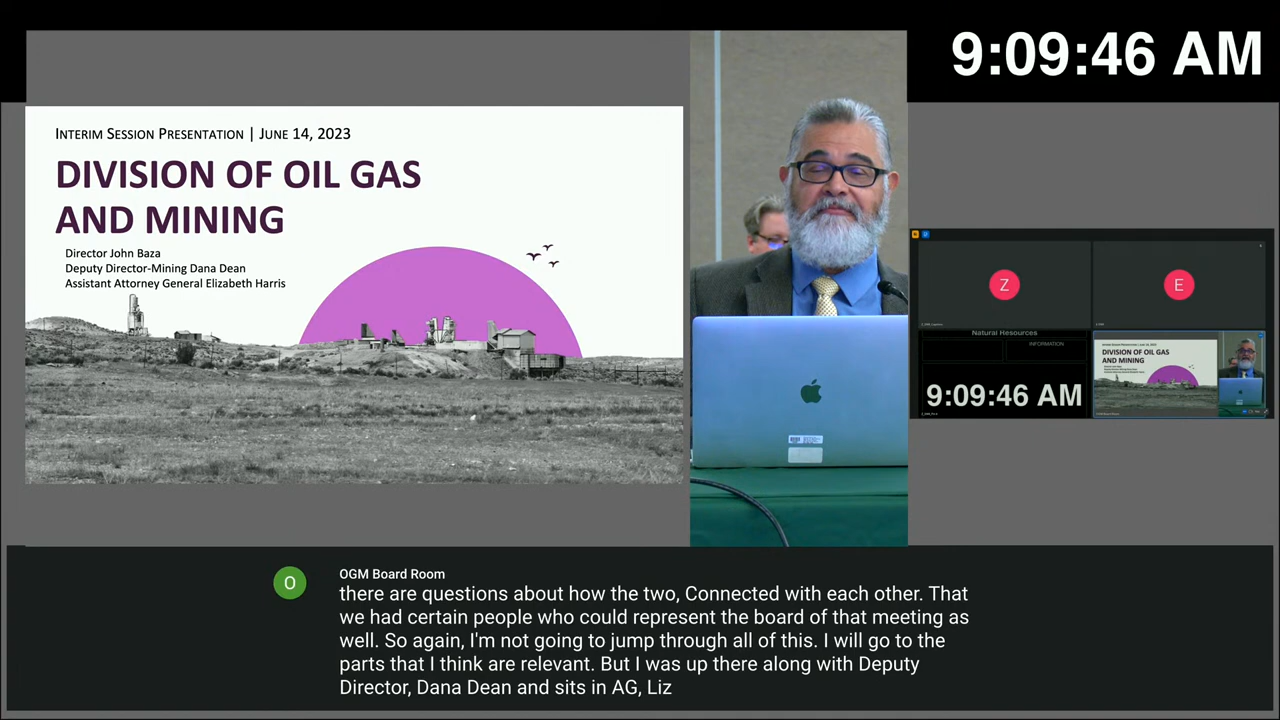 9:09:46 AM
INTERIM SESSION PRESENTATION | JUNE 14, 2023
DIVISION OF OIL GAS
AND MINING
Director John Baza
Deputy Director-Mining Dana Dean
Assistant Attorney General Elizabeth Harris
Z
E
Natural Resources
INFORMATION
9:09:46 AM
DIVISION OF OIL GAS
AND MINING
O
OGM Board Room
there are questions about how the two, Connected with each other. That
we had certain people who could represent the board of that meeting as
well. So again, I'm not going to jump through all of this. I will go to the
parts that I think are relevant. But I was up there along with Deputy
Director, Dana Dean and sits in AG, Liz